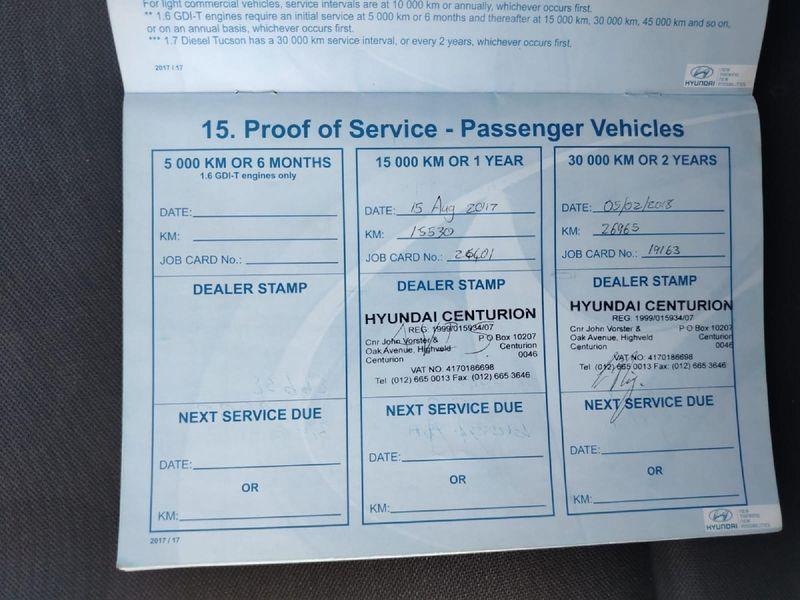 For light commercial vehicles, service intervals are at 10 000 km or annually, whichever occurs first.
** 1.6 GDI-T engines require an initial service at 5 000 km or 6 months and thereafter at 15 000 km, 30 000 km, 45 000 km and so on,
or on an annual basis, whichever occurs first.
*** 1.7 Diesel Tucson has a 30 000 km service interval, or every 2 years, whichever occurs first.
2017 / 17
HYUNDAI
NEW THINKING. NEW POSSIBILITIES.
15. Proof of Service - Passenger Vehicles
5 000 KM OR 6 MONTHS
1.6 GDI-T engines only
DATE:
KM:
JOB CARD No.:
DEALER STAMP
NEXT SERVICE DUE
DATE:
OR
KM:
15 000 KM OR 1 YEAR
DATE: 15 Aug 2017
KM: 15530
JOB CARD No.: 26401
DEALER STAMP
HYUNDAI CENTURION
REG: 1999/015934/07
Cnr John Vorster & P O Box 10207
Oak Avenue, Highveld Centurion
Centurion 0046
VAT NO: 4170186698
Tel (012) 665 0013 Fax: (012) 665 3646
NEXT SERVICE DUE
DATE:
OR
KM:
30 000 KM OR 2 YEARS
DATE: 05/02/2018
KM: 26965
JOB CARD No.: 19163
DEALER STAMP
HYUNDAI CENTURION
REG: 1999/015934/07
Cnr John Vorster & P O Box 10207
Oak Avenue, Highveld Centurion
Centurion 0046
VAT NO: 4170186698
Tel (012) 665 0013 Fax: (012) 665 3646
NEXT SERVICE DUE
DATE:
OR
KM:
2017 / 17
HYUNDAI
NEW THINKING. NEW POSSIBILITIES.